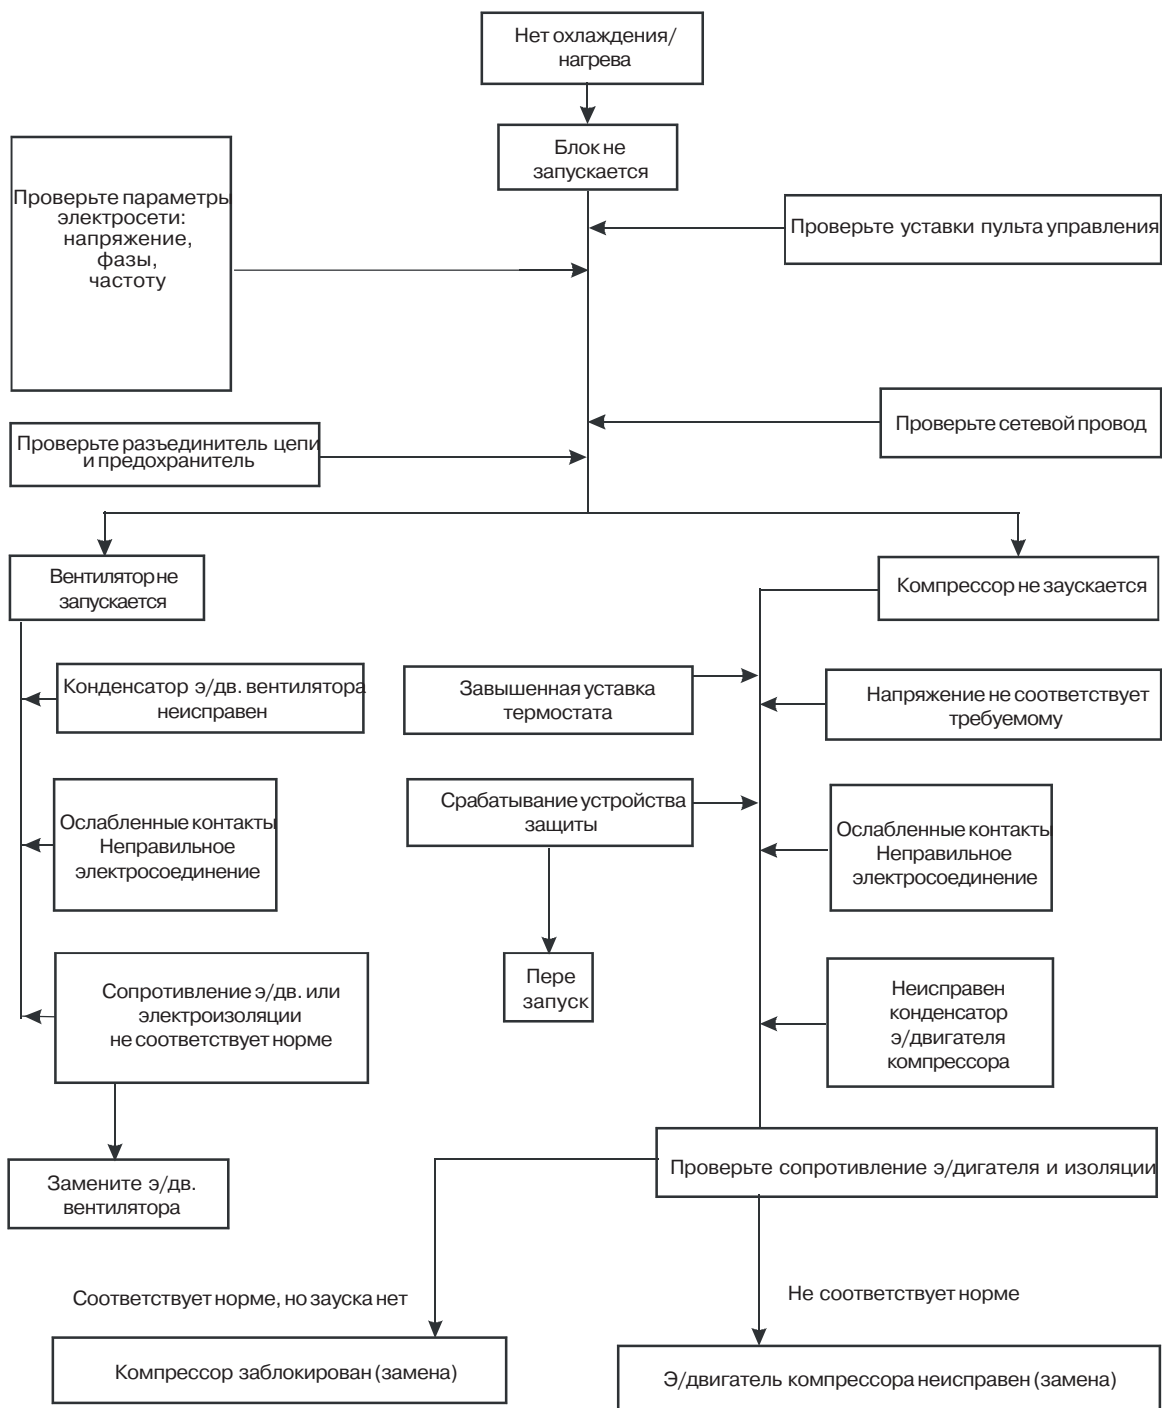 Нет охлаждения/
нагрева
Блок не
запускается
Проверьте параметры
электросети:
напряжение,
фазы,
частоту
Проверьте уставки пульта управления
Проверьте сетевой провод
Проверьте разъединитель цепи
и предохранитель
Вентилятор не
запускается
Компрессор не зауcкается
Конденсатор э/дв. вентилятора
неисправен
Завышенная уставка
термостата
Напряжение не соответствует
требуемому
Ослабленные контакты
Неправильное
электросоединение
Срабатывание устройства
защиты
Ослабленные контакты
Неправильное
электросоединение
Сопротивление э/дв. или
электроизоляции
не соответствует норме
Пере
запуск
Неисправен
конденсатор
э/двигателя
компрессора
Замените э/дв.
вентилятора
Проверьте сопротивление э/дигателя и изоляции
Соответствует норме, но зауска нет
Не соответствует норме
Компрессор заблокирован (замена)
Э/двигатель компрессора неисправен (замена)